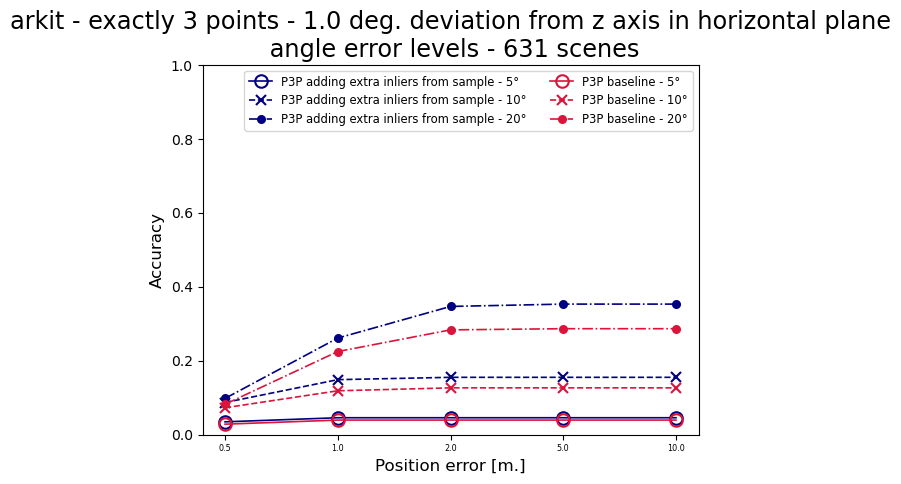 arkit - exactly 3 points - 1.0 deg. deviation from z axis in horizontal plane
angle error levels - 631 scenes
P3P adding extra inliers from sample - 5°
P3P adding extra inliers from sample - 10°
P3P adding extra inliers from sample - 20°
P3P baseline - 5°
P3P baseline - 10°
P3P baseline - 20°
Accuracy
1.0
0.8
0.6
0.4
0.2
0.0
0.5 1.0 2.0 5.0 10.0
Position error [m.]